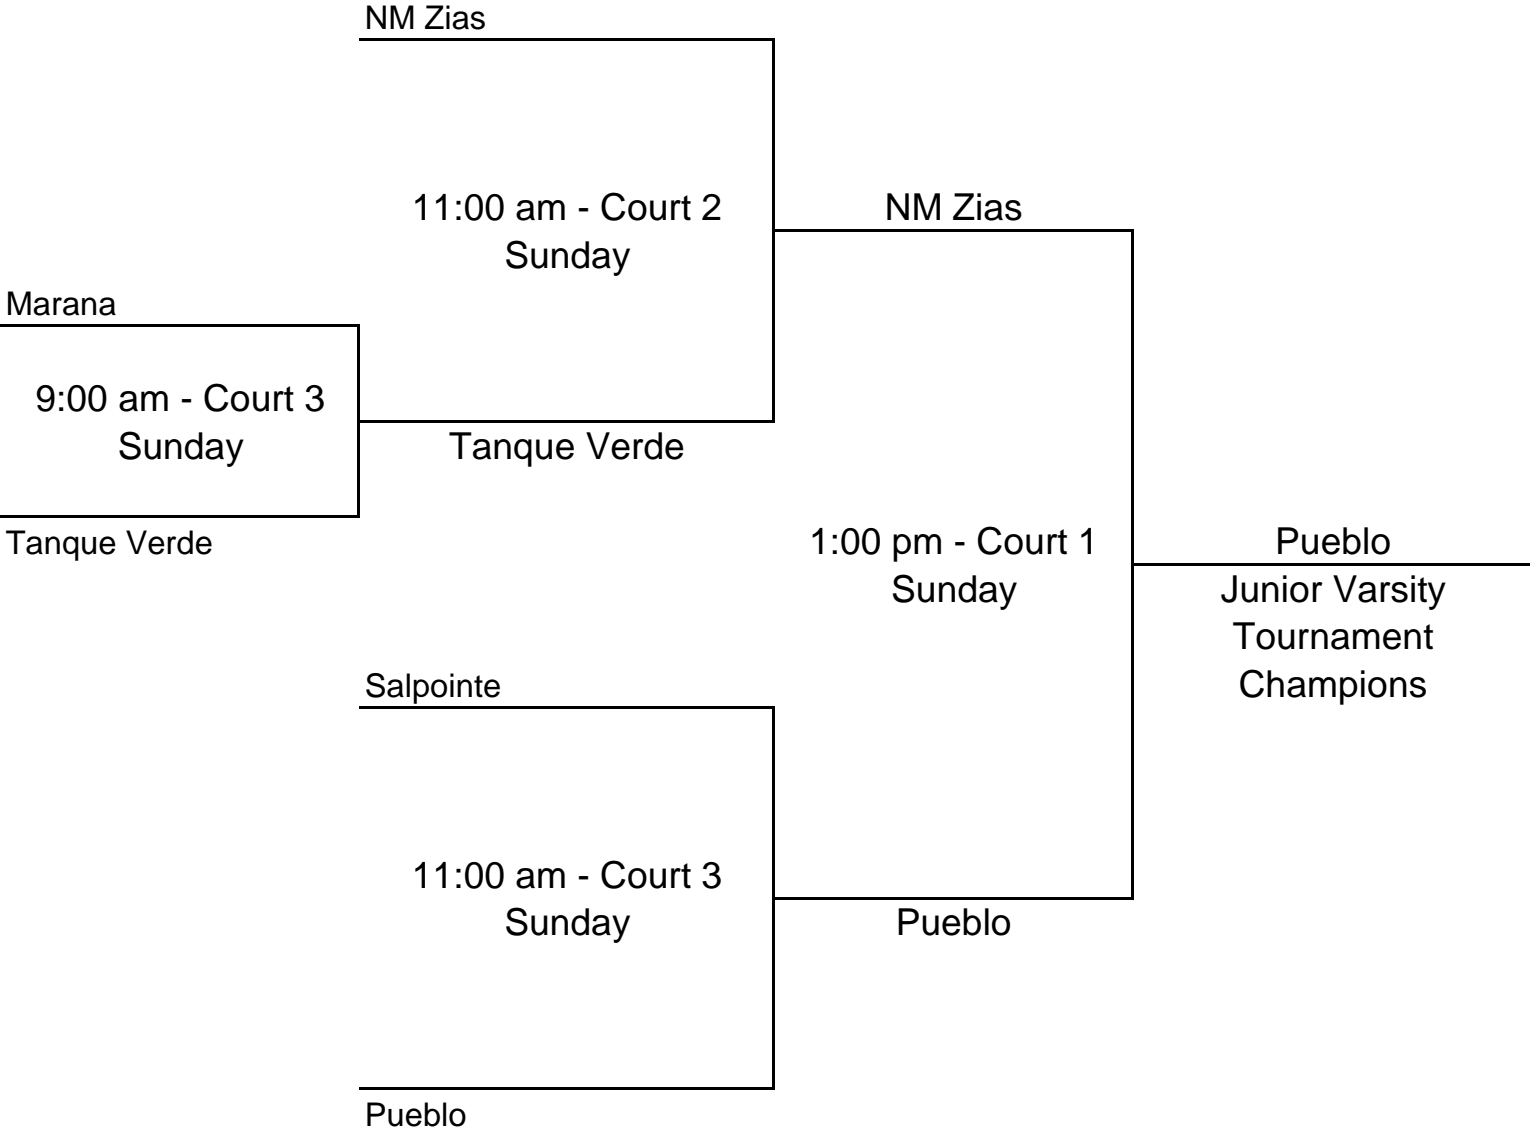 NM Zias
11:00 am - Court 2
Sunday
NM Zias
Marana
9:00 am - Court 3
Sunday
Tanque Verde
Tanque Verde
1:00 pm - Court 1
Sunday
Pueblo
Junior Varsity
Tournament
Champions
Salpointe
11:00 am - Court 3
Sunday
Pueblo
Pueblo